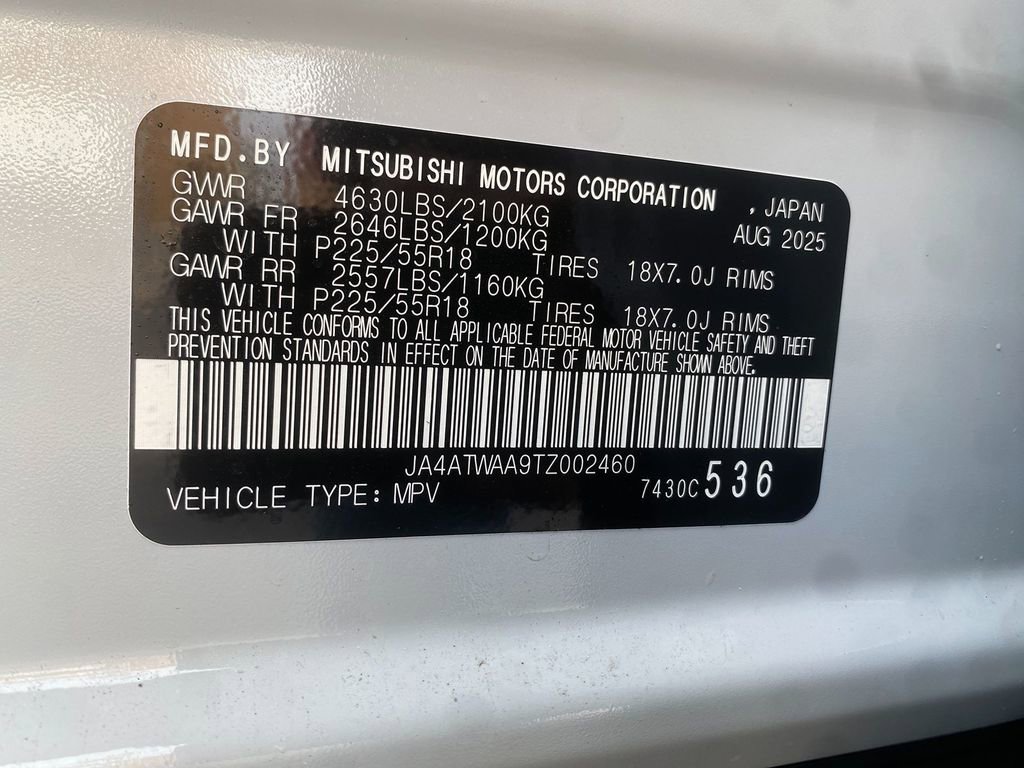 MFD.BY MITSUBISHI MOTORS CORPORATION , JAPAN
GVWR 4630LBS/2100KG AUG 2025
GAWR FR 2646LBS/1200KG
WITH P225/55R18 TIRES 18X7.0J RIMS
GAWR RR 2557LBS/1160KG
WITH P225/55R18 TIRES 18X7.0J RIMS
THIS VEHICLE CONFORMS TO ALL APPLICABLE FEDERAL MOTOR VEHICLE SAFETY AND THEFT
PREVENTION STANDARDS IN EFFECT ON THE DATE OF MANUFACTURE SHOWN ABOVE.
JA4ATWAA9TZ002460
VEHICLE TYPE: MPV 7430C 536